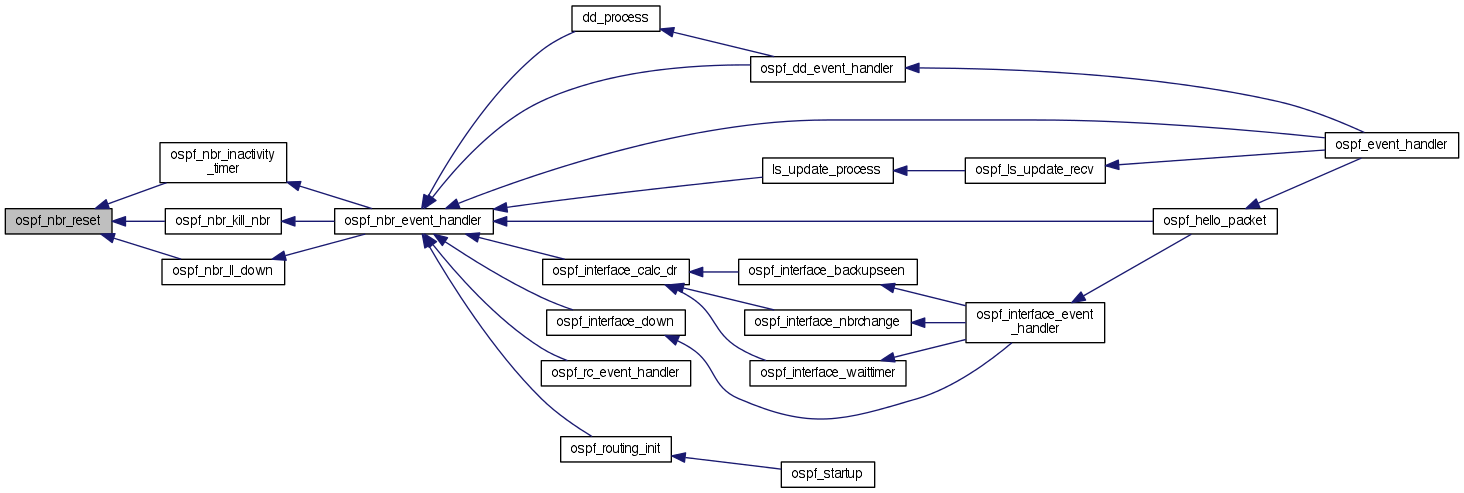 dd_process
ospf_dd_event_handler
ospf_event_handler
ospf_nbr_inactivity
_timer
ls_update_process
ospf_ls_update_recv
ospf_nbr_reset
ospf_nbr_kill_nbr
ospf_nbr_event_handler
ospf_hello_packet
ospf_nbr_ll_down
ospf_interface_calc_dr
ospf_interface_backupseen
ospf_interface_event
_handler
ospf_interface_down
ospf_interface_nbrchange
ospf_rc_event_handler
ospf_interface_waittimer
ospf_routing_init
ospf_startup